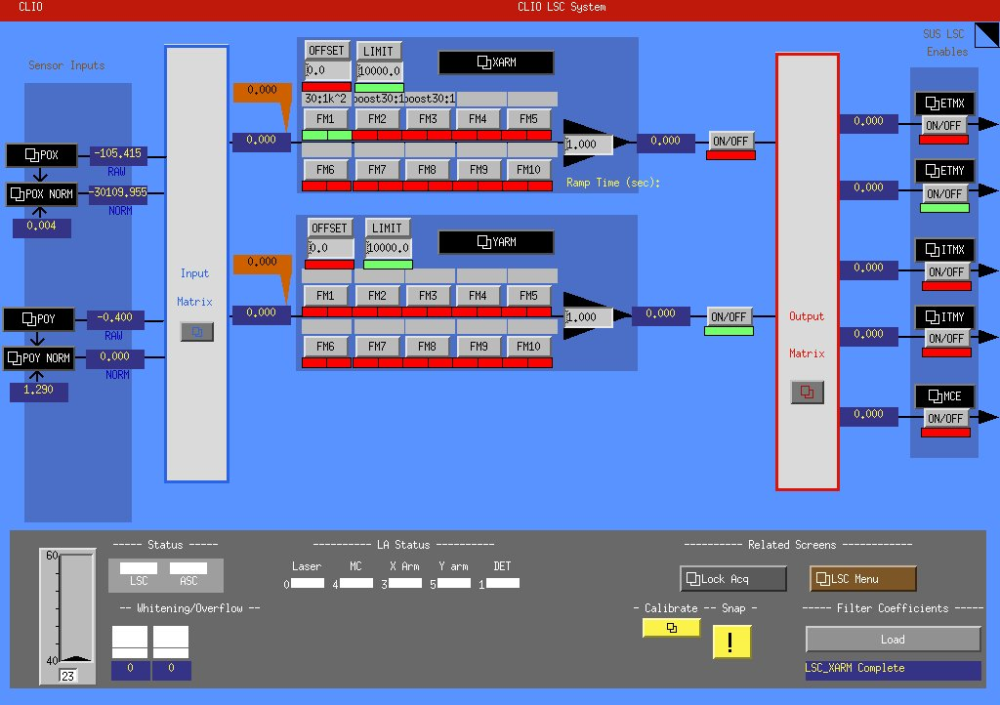 CLIO
CLIO LSC System
SUS LSC
Enables
Sensor Inputs
OFFSET LIMIT
0.0 10000.0
XARM
30:1k^2 boost30:1 boost30:1
FM1 FM2 FM3 FM4 FM5
FM6 FM7 FM8 FM9 FM10
0.000
0.000
1.000
Ramp Time (sec):
0.000
ON/OFF
POX
-105.415
RAW
POX NORM
-30109.955
NORM
0.004
OFFSET LIMIT
0.0 10000.0
YARM
FM1 FM2 FM3 FM4 FM5
FM6 FM7 FM8 FM9 FM10
0.000
0.000
1.000
0.000
ON/OFF
POY
-0.400
RAW
POY NORM
0.000
NORM
1.290
Input
Matrix
Output
Matrix
0.000
ETMX
ON/OFF
0.000
ETMY
ON/OFF
0.000
ITMX
ON/OFF
0.000
ITMY
ON/OFF
0.000
MCE
ON/OFF
60
40
23
----- Status -----
LSC ASC
-- Whitening/Overflow --
0 0
---------- LA Status ----------
Laser MC X Arm Y arm DET
0 4 3 5 1
---------- Related Screens ------------
Lock Acq
LSC Menu
- Calibrate -- Snap -
!
----- Filter Coefficients -----
Load
LSC_XARM Complete